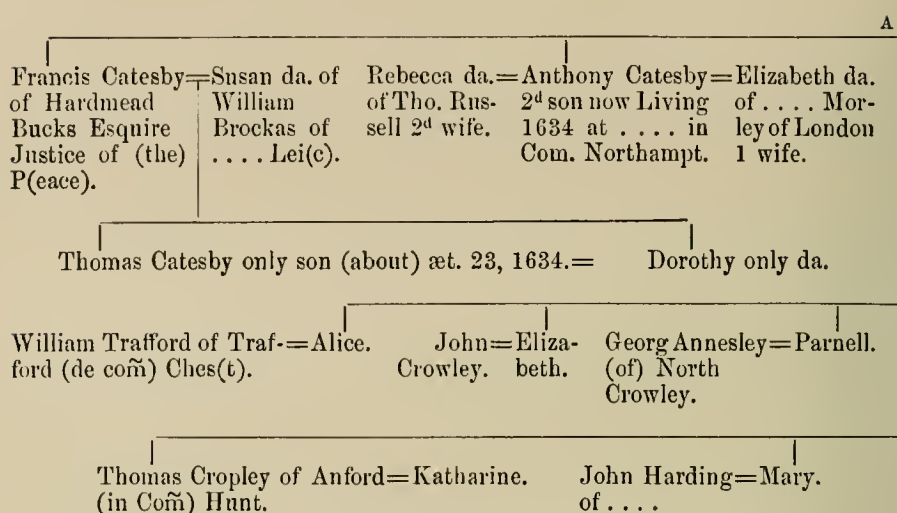 A
Francis Catesby=Susan da. of
of Hardmead William
Bucks Esquire Brockas of
Justice of (the) . . . . Lei(c).
P(eace).
Rebecca da.=Anthony Catesby=Elizabeth da.
of Tho. Rus- 2d son now Living of . . . . Mor-
sell 2d wife. 1634 at . . . . in ley of London
Com. Northampt. 1 wife.
Thomas Catesby only son (about) æt. 23, 1634.= Dorothy only da.
William Trafford of Traf-=Alice. John=Eliza- Georg Annesley=Parnell.
ford (de com̃) Ches(t). Crowley. beth. (of) North
Crowley.
Thomas Cropley of Anford=Katharine. John Harding=Mary.
(in Com̃) Hunt. of . . . .